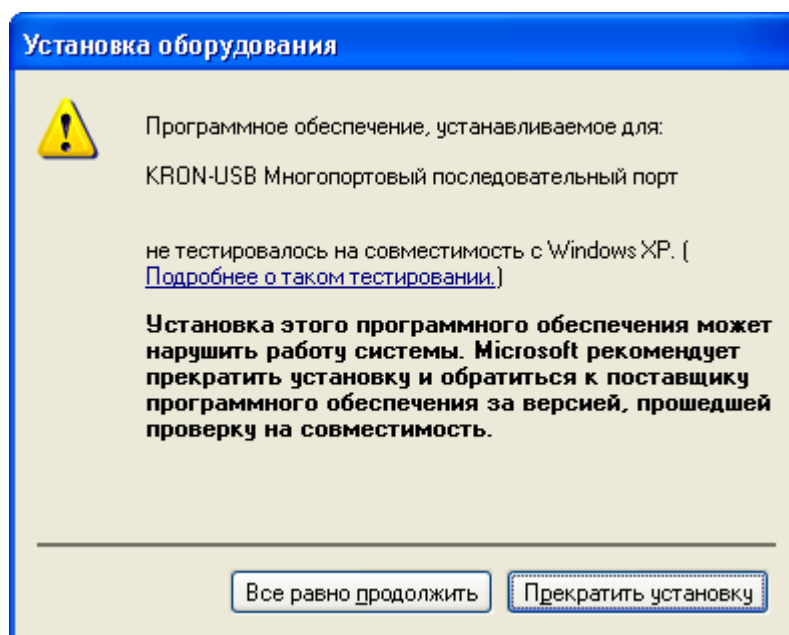 Установка оборудования
Программное обеспечение, устанавливаемое для:
KRON-USB Многопортовый последовательный порт
не тестировалось на совместимость с Windows XP. (
Подробнее о таком тестировании.)
Установка этого программного обеспечения может
нарушить работу системы. Microsoft рекомендует
прекратить установку и обратиться к поставщику
программного обеспечения за версией, прошедшей
проверку на совместимость.
Все равно продолжить
Прекратить установку